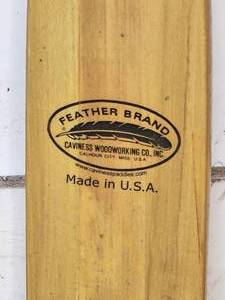 FEATHER BRAND
®
CAVINESS WOODWORKING CO., INC.
CALHOUN CITY, MISS. U.S.A.
www.cavinesspaddles.com
Made in U.S.A.